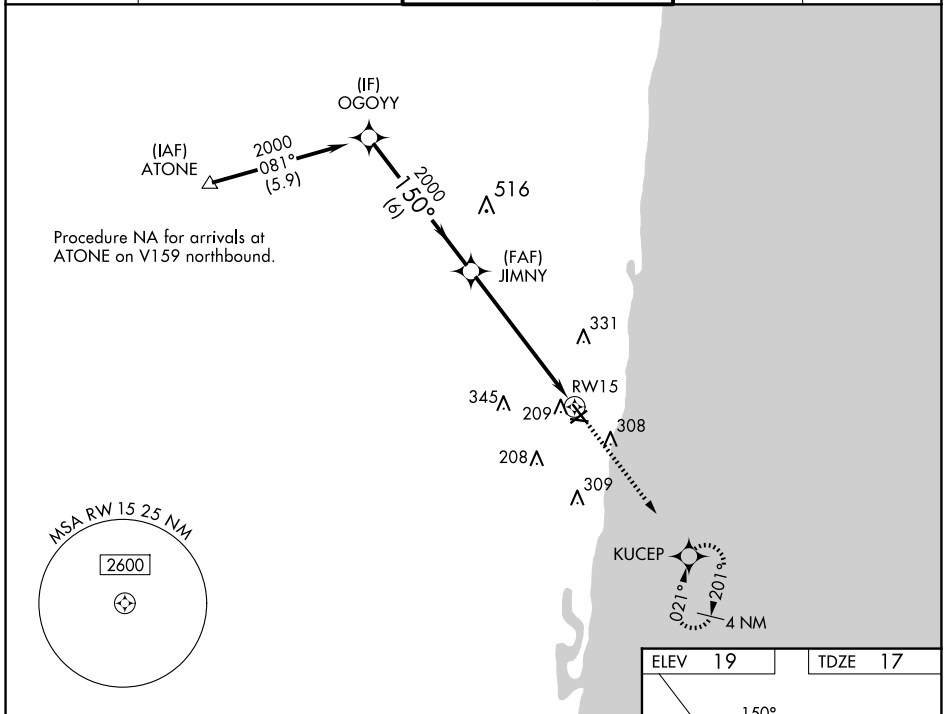 (IF)
OGOYY
(IAF)
ATONE
2000
081°
(5.9)
2000
150°
(6)
516
Procedure NA for arrivals at
ATONE on V159 northbound.
(FAF)
JIMNY
331
RW15
345
209
308
208
309
MSA RW 15 25 NM
2600
KUCEP
021°
201°
4 NM
ELEV 19
TDZE 17
150°